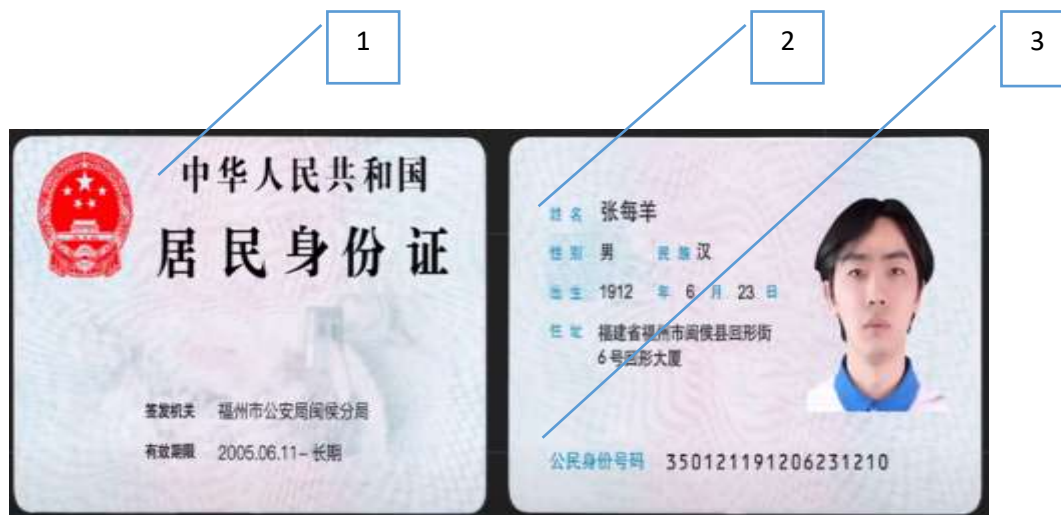 1
2
3
中华人民共和国
居民身份证
签发机关 福州市公安局闽侯分局
有效期限 2005.06.11-长期
姓名 张每羊
性别 男 民族 汉
出生 1912 年 6 月 23 日
住址 福建省福州市闽侯县回形街
6号回形大厦
公民身份号码 350121191206231210